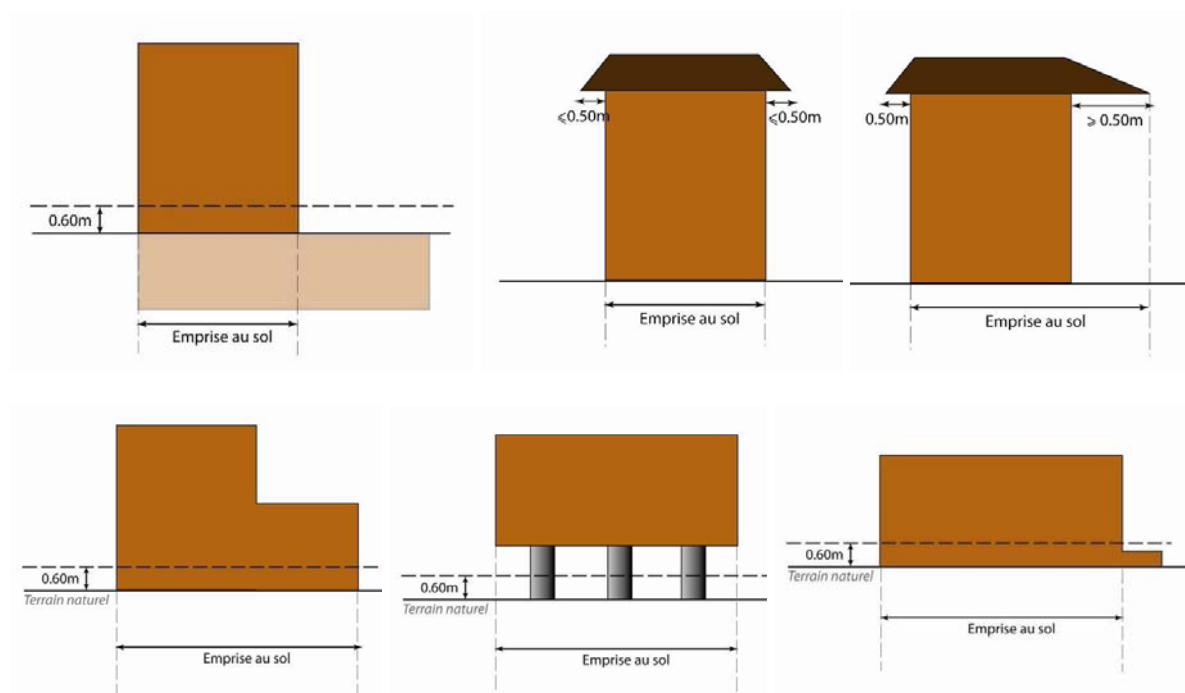 0.60m
Emprise au sol
⩽0.50m
⩽0.50m
Emprise au sol
0.50m
⩾ 0.50m
Emprise au sol
0.60m
Terrain naturel
Emprise au sol
0.60m
Terrain naturel
Emprise au sol
0.60m
Terrain naturel
Emprise au sol